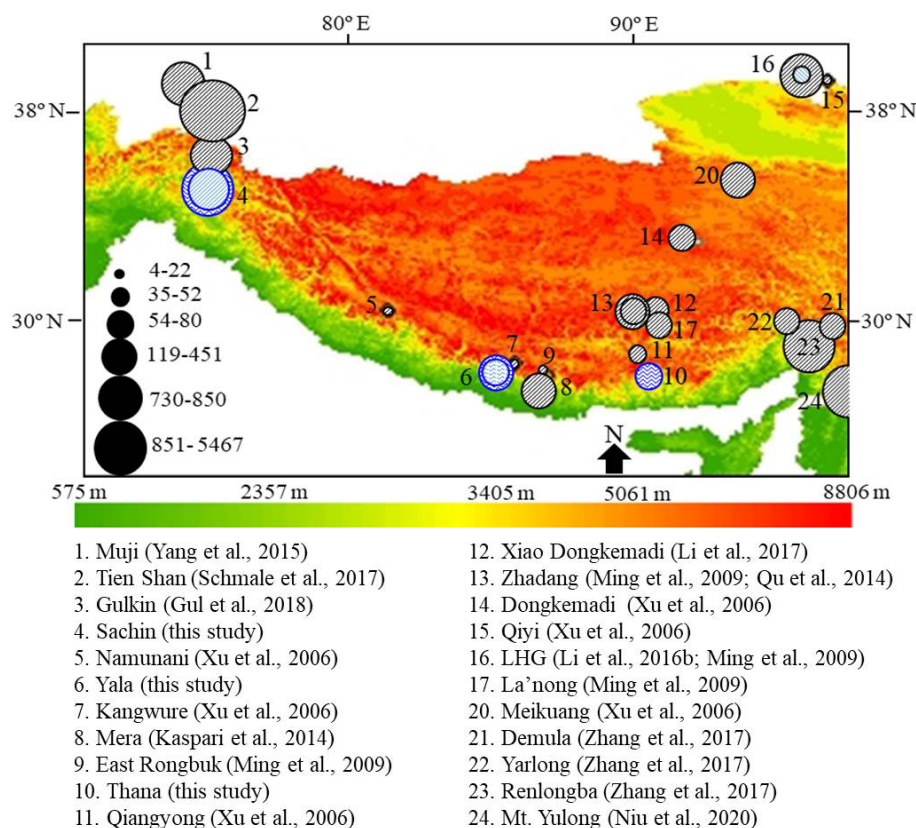 80° E 90° E
1
2
3
4
5
6
7
8
9
10
11
12
13
14
15
16
17
20
21
22
23
24
38° N 38° N
30° N 30° N
4-22
35-52
54-80
119-451
730-850
851-5467
N
575 m 2357 m 3405 m 5061 m 8806 m
1. Muji (Yang et al., 2015)
2. Tien Shan (Schmale et al., 2017)
3. Gulkin (Gul et al., 2018)
4. Sachin (this study)
5. Namunani (Xu et al., 2006)
6. Yala (this study)
7. Kangwure (Xu et al., 2006)
8. Mera (Kaspari et al., 2014)
9. East Rongbuk (Ming et al., 2009)
10. Thana (this study)
11. Qiangyong (Xu et al., 2006)
12. Xiao Dongkemadi (Li et al., 2017)
13. Zhadang (Ming et al., 2009; Qu et al., 2014)
14. Dongkemadi (Xu et al., 2006)
15. Qiyi (Xu et al., 2006)
16. LHG (Li et al., 2016b; Ming et al., 2009)
17. La’nong (Ming et al., 2009)
20. Meikuang (Xu et al., 2006)
21. Demula (Zhang et al., 2017)
22. Yarlong (Zhang et al., 2017)
23. Renlongba (Zhang et al., 2017)
24. Mt. Yulong (Niu et al., 2020)